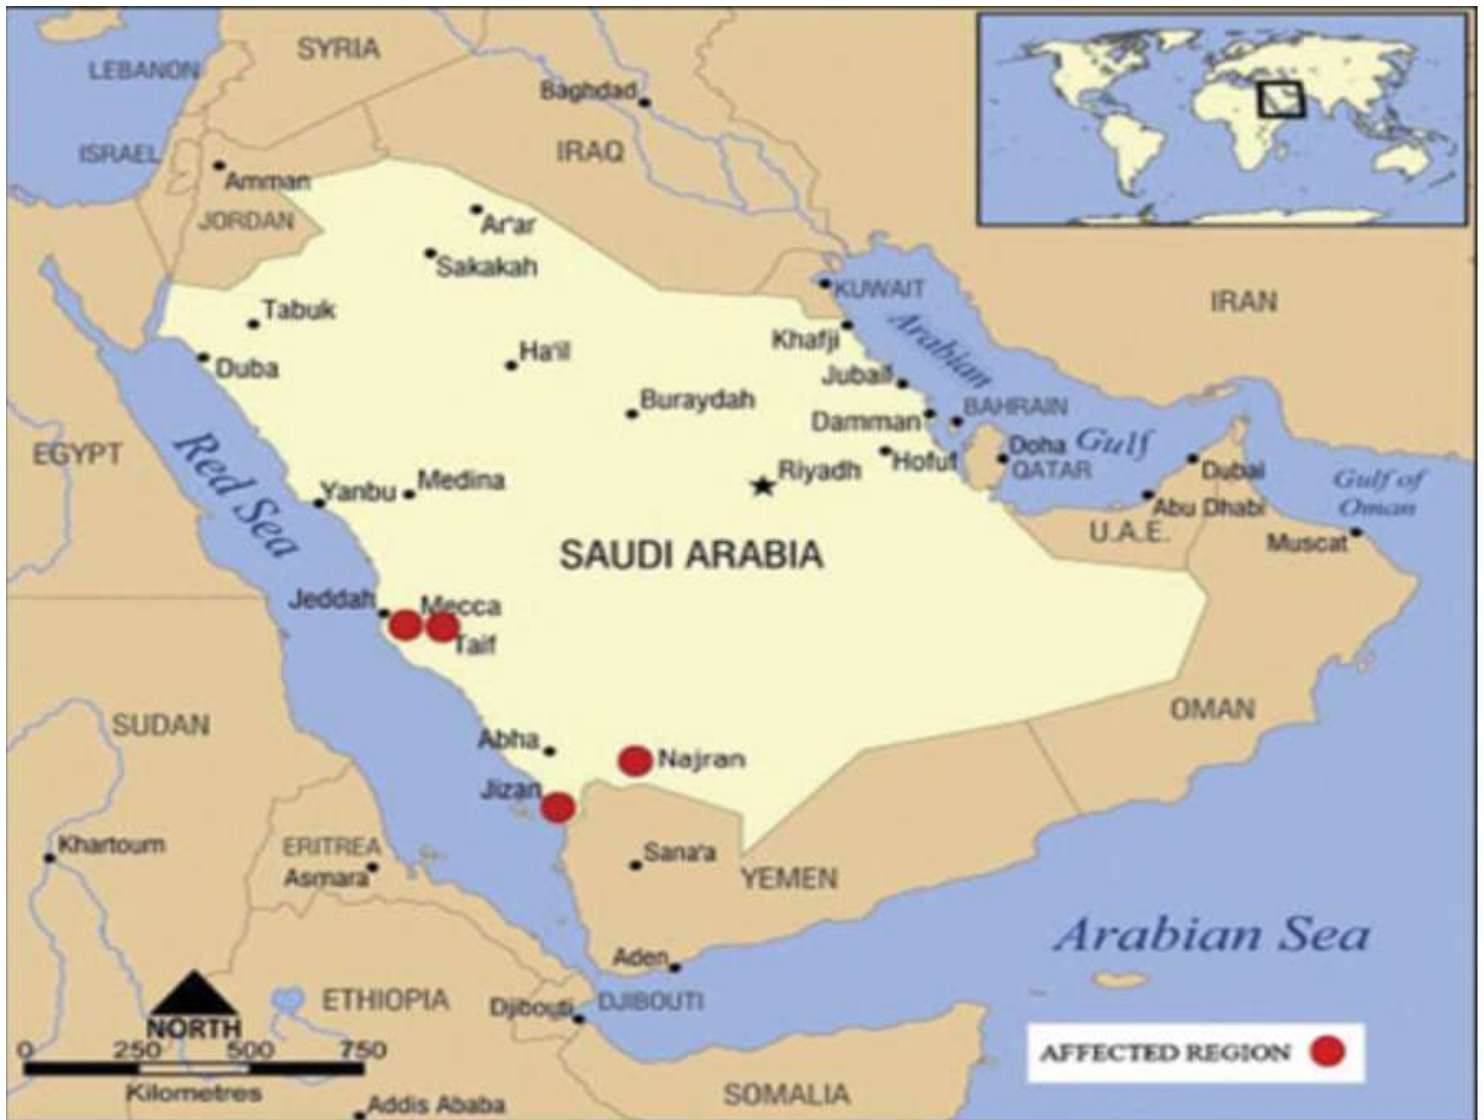 SYRIA
LEBANON
Baghdad
ISRAEL
IRAQ
Amman
JORDAN
Ar'ar
Sakakah
KUWAIT
IRAN
Tabuk
Arabian
Khafji
Ha'il
Duba
Jubail
Buraydah
BAHRAIN
Damman
Red Sea
Doha
Gulf
EGYPT
Hofuf
Riyadh
QATAR
Dubai
Medina
Gulf of
Oman
Yanbu
Abu Dhabi
U.A.E.
Muscat
SAUDI ARABIA
Jeddah
Mecca
Taif
OMAN
SUDAN
Abha
Najran
Jizan
Khartoum
ERITREA
Sana'a
Asmara
YEMEN
Arabian Sea
Aden
ETHIOPIA
Djibouti
DJIBOUTI
NORTH
0 250 500 750
Kilometres
AFFECTED REGION
SOMALIA
Addis Ababa